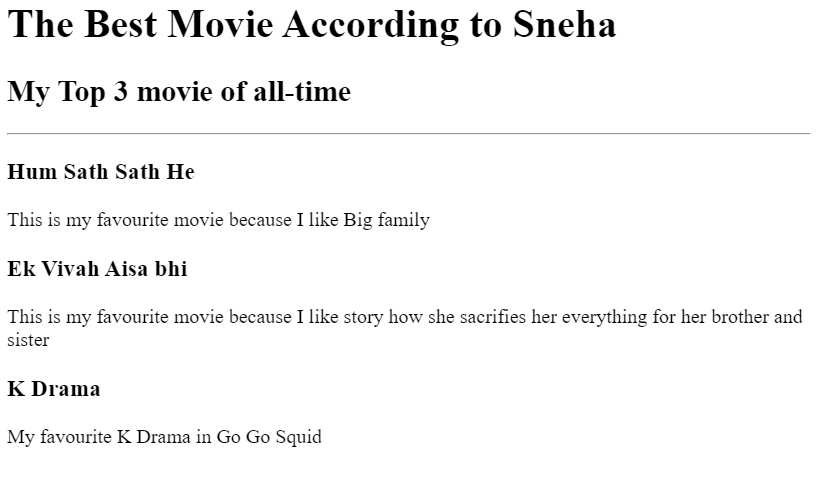 The Best Movie According to Sneha
My Top 3 movie of all-time
Hum Sath Sath He
This is my favourite movie because I like Big family
Ek Vivah Aisa bhi
This is my favourite movie because I like story how she sacrifies her everything for her brother and
sister
K Drama
My favourite K Drama in Go Go Squid